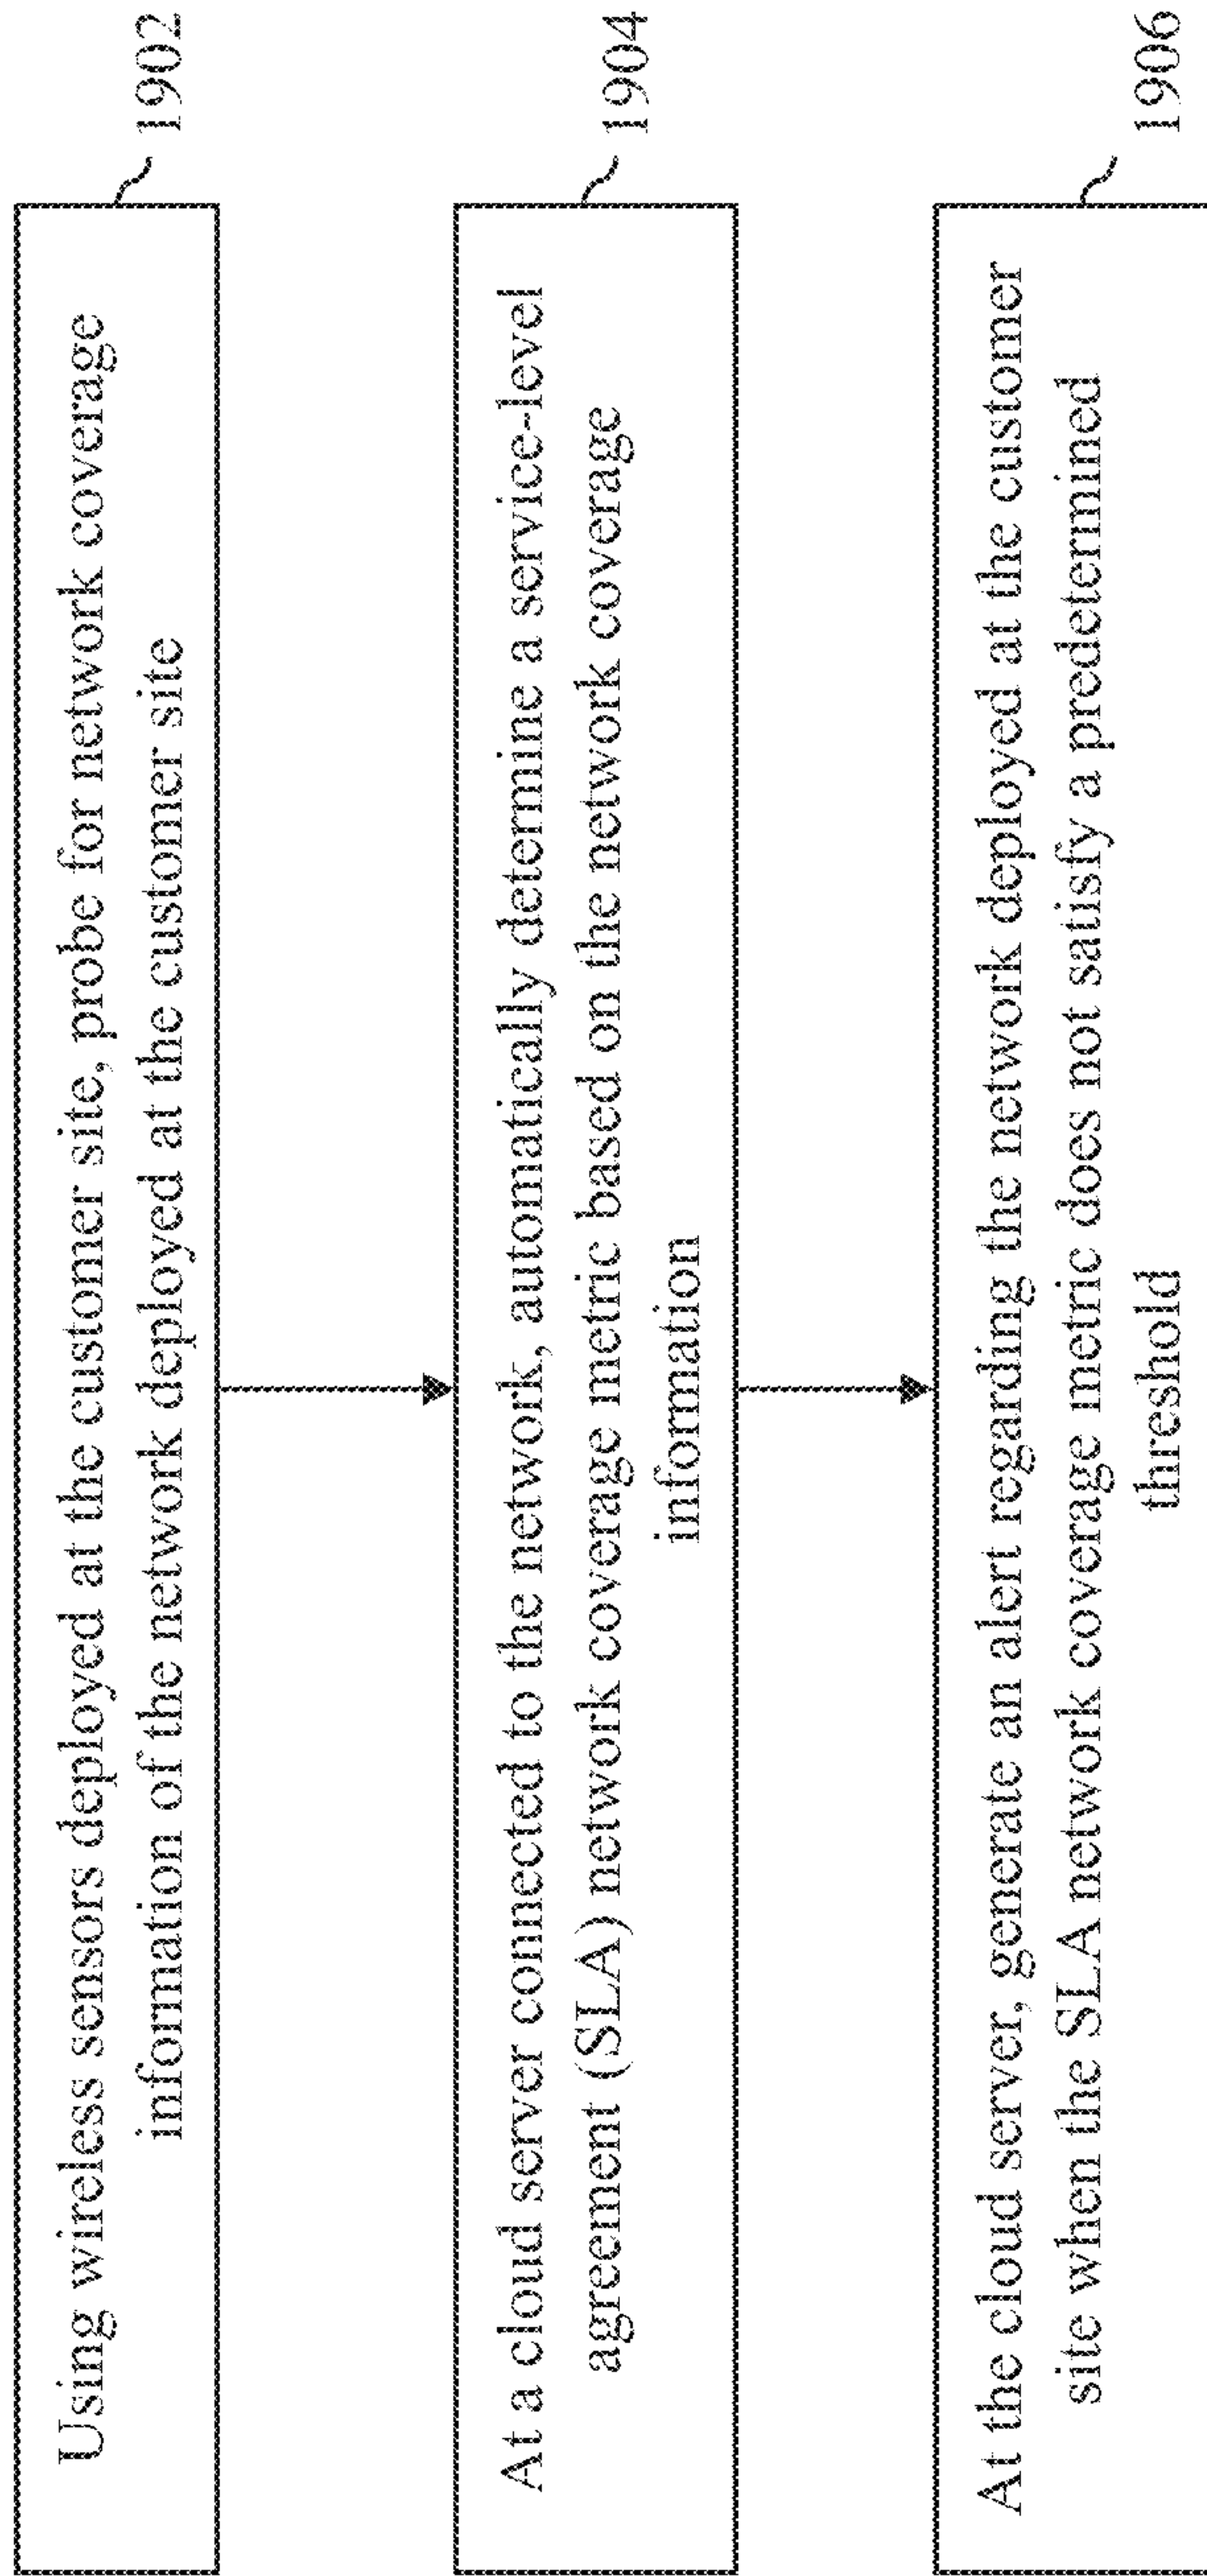 Using wireless sensors deployed at the customer site, probe for network coverage
information of the network deployed at the customer site
1902
At a cloud server connected to the network, automatically determine a service-level
agreement (SLA) network coverage metric based on the network coverage
information
1904
At the cloud server, generate an alert regarding the network deployed at the customer
site when the SLA network coverage metric does not satisfy a predetermined
threshold
1906